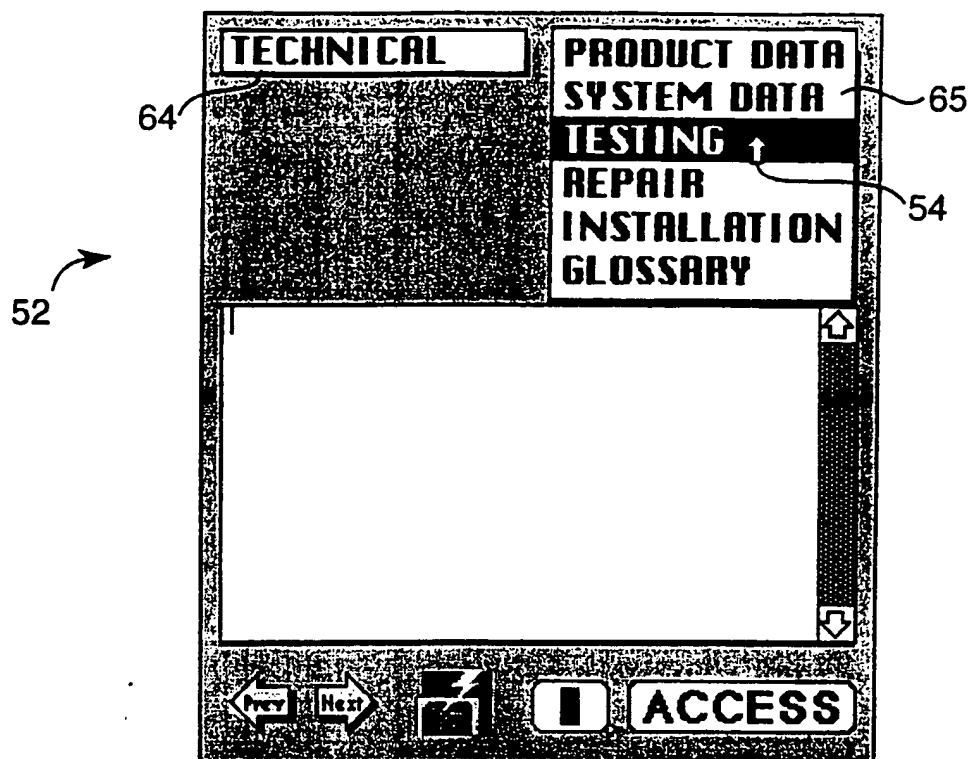 TECHNICAL
PRODUCT DATA
SYSTEM DATA
TESTING
REPAIR
INSTALLATION
GLOSSARY
64
65
54
52
Prev
Next
ACCESS